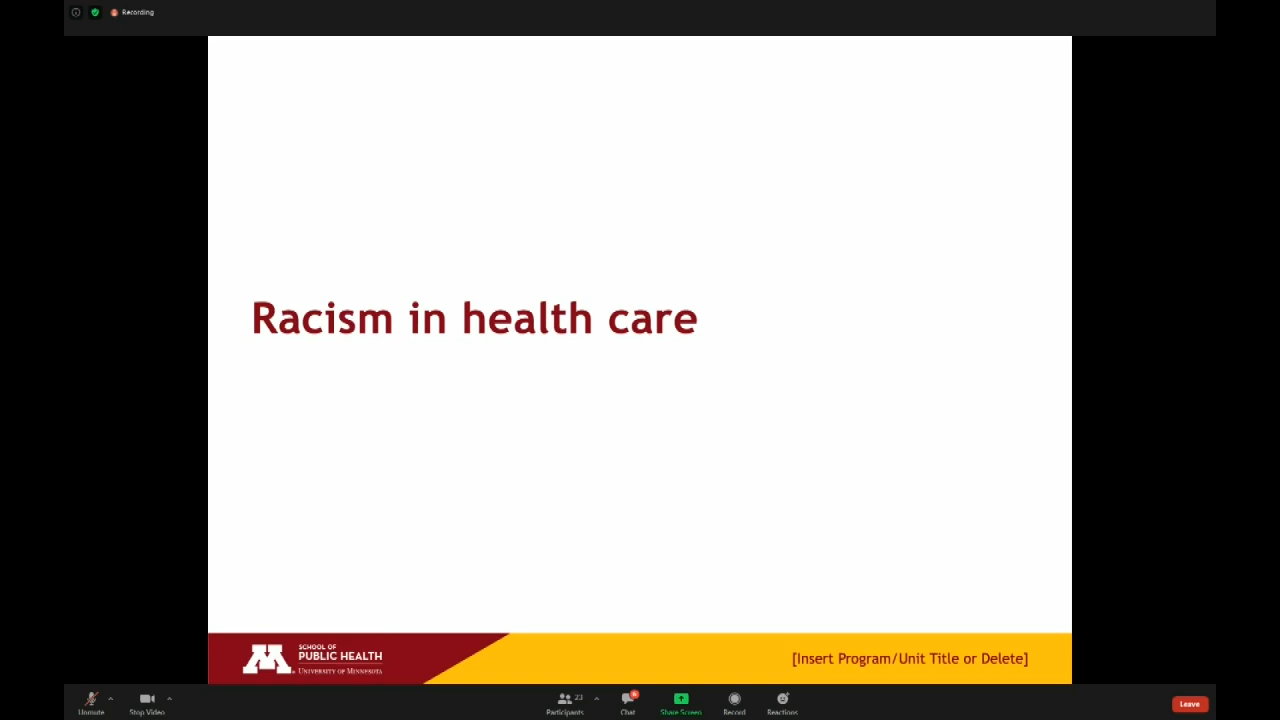 Recording
Racism in health care
SCHOOL OF
PUBLIC HEALTH
UNIVERSITY OF MINNESOTA
[Insert Program/Unit Title or Delete]
Unmute
Stop Video
23
Participants
Chat
Share Screen
Record
Reactions
Leave